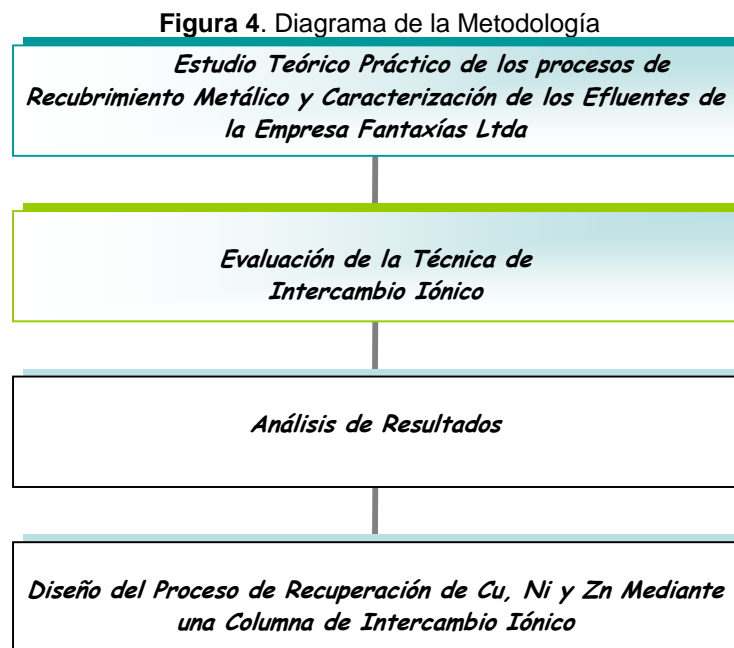 Figura 4. Diagrama de la Metodología
Estudio Teórico Práctico de los procesos de
Recubrimiento Metálico y Caracterización de los Efluentes de
la Empresa Fantaxías Ltda
Evaluación de la Técnica de
Intercambio Iónico
Análisis de Resultados
Diseño del Proceso de Recuperación de Cu, Ni y Zn Mediante
una Columna de Intercambio Iónico